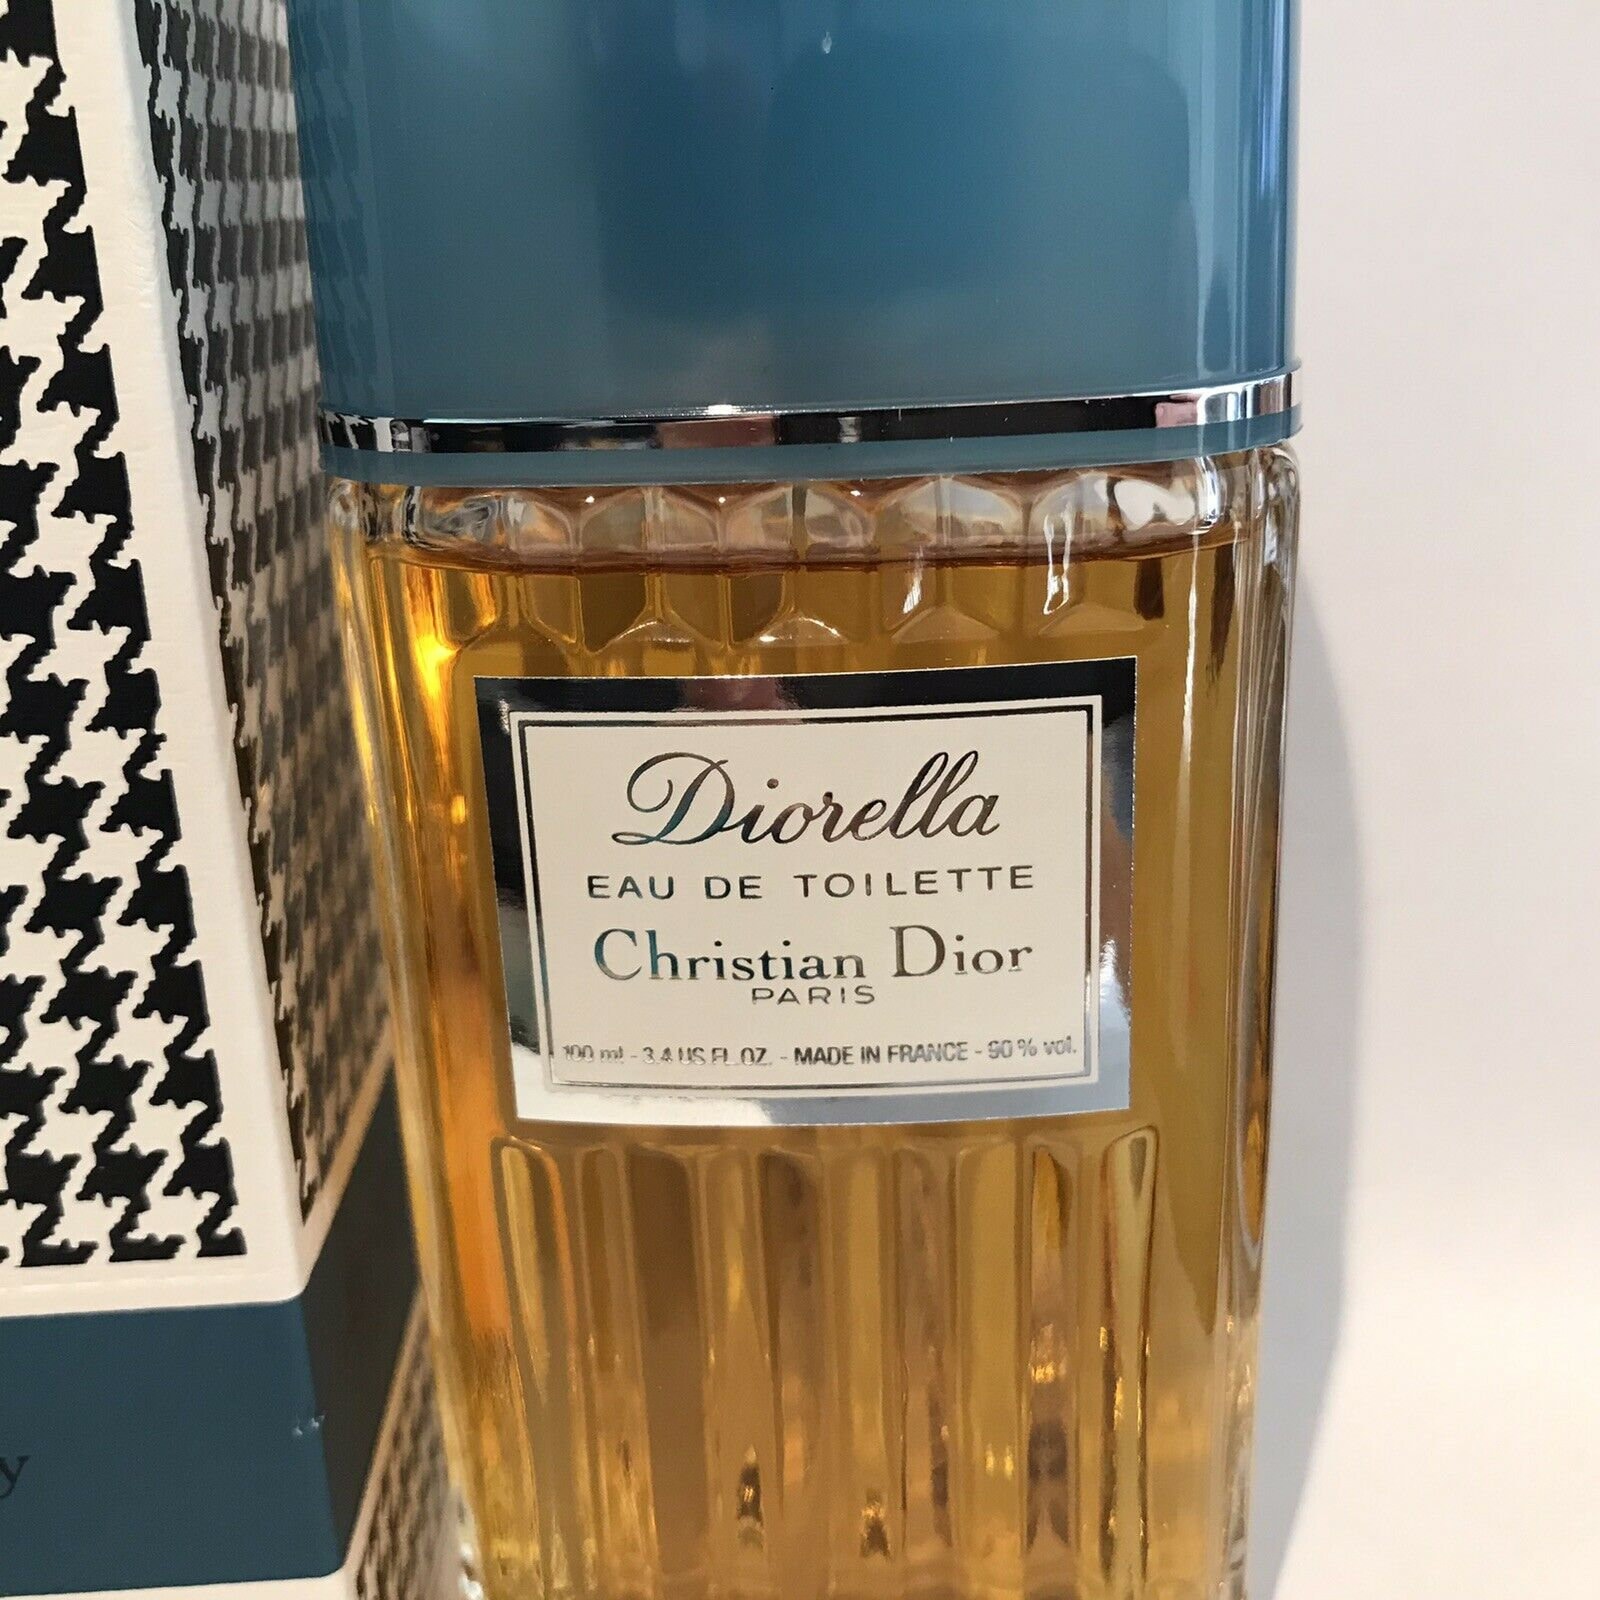 Diorella
EAU DE TOILETTE
Christian Dior
PARIS
100 ml - 3.4 US FL.OZ. - MADE IN FRANCE - 90 % vol.
y